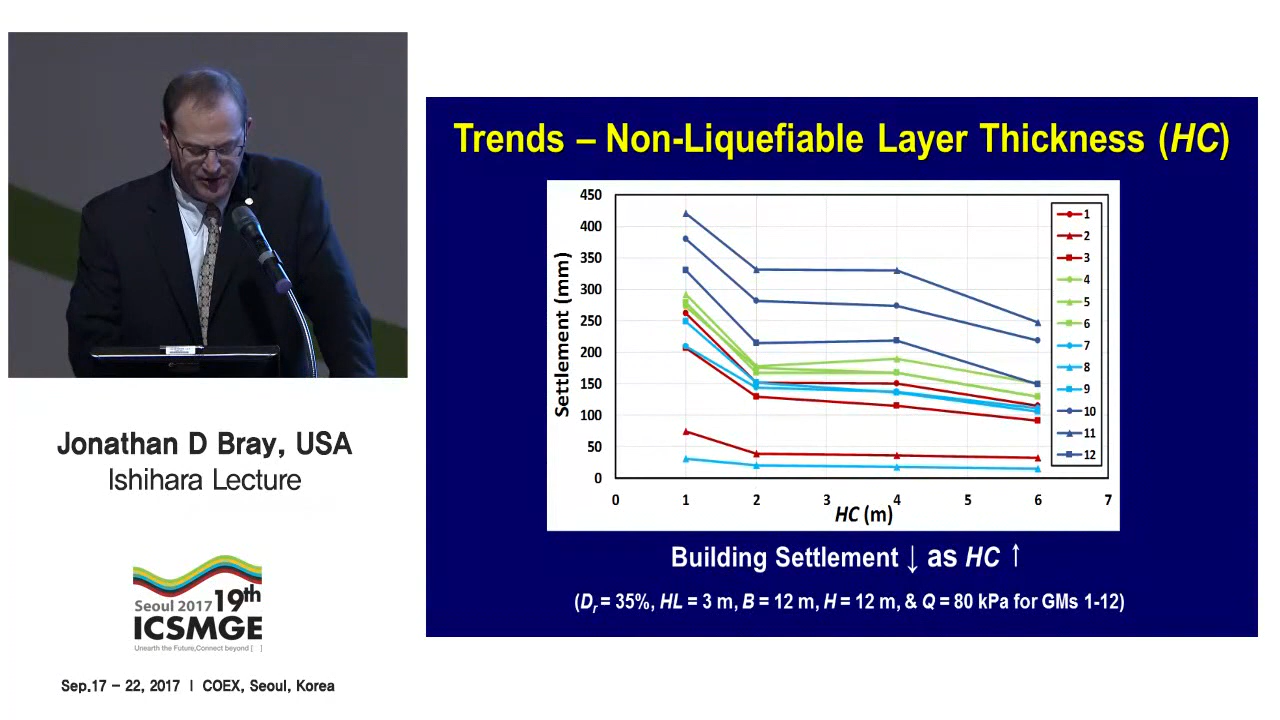 Jonathan D Bray, USA
Ishihara Lecture
Seoul 2017 19th
ICSMGE
Unearth the Future,Connect beyond [ ]
Sep.17 – 22, 2017 | COEX, Seoul, Korea
Trends – Non-Liquefiable Layer Thickness (HC)
Settlement (mm)
450
400
350
300
250
200
150
100
50
0
0 1 2 3 4 5 6 7
HC (m)
1
2
3
4
5
6
7
8
9
10
11
12
Building Settlement ↓ as HC ↑
(Dr = 35%, HL = 3 m, B = 12 m, H = 12 m, & Q = 80 kPa for GMs 1-12)